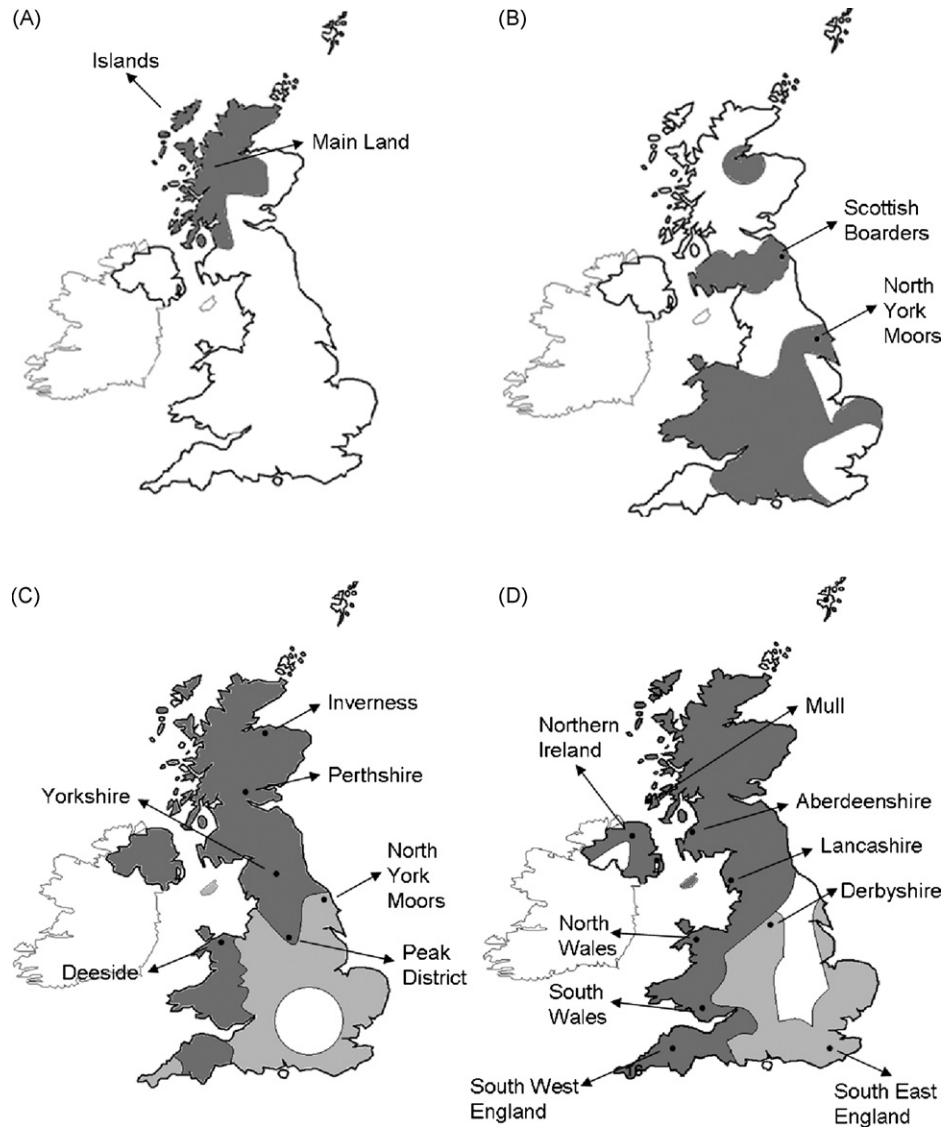 (A)
Islands
Main Land
(B)
Scottish
Boarders
North
York
Moors
(C)
Inverness
Perthshire
Yorkshire
North
York
Moors
Peak
District
Deeside
(D)
Mull
Northern
Ireland
Aberdeenshire
Lancashire
Derbyshire
North
Wales
South
Wales
16
South West
England
South East
England